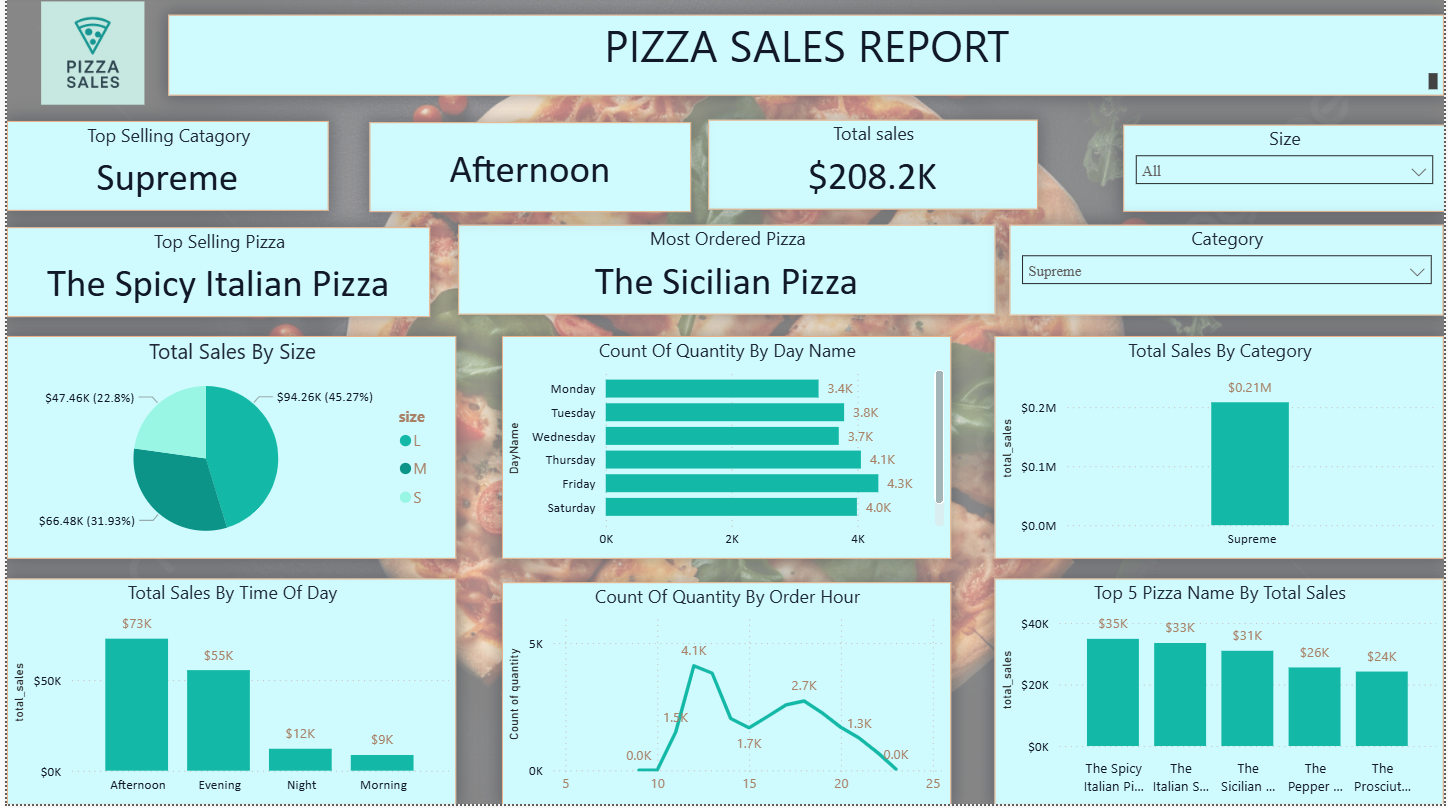 PIZZA
SALES
PIZZA SALES REPORT
Top Selling Catagory
Supreme
Afternoon
Total sales
$208.2K
Size
All
Top Selling Pizza
The Spicy Italian Pizza
Most Ordered Pizza
The Sicilian Pizza
Category
Supreme
Total Sales By Size
$47.46K (22.8%)
$94.26K (45.27%)
$66.48K (31.93%)
size
L
M
S
Count Of Quantity By Day Name
DayName
Monday 3.4K
Tuesday 3.8K
Wednesday 3.7K
Thursday 4.1K
Friday 4.3K
Saturday 4.0K
0K 2K 4K
Total Sales By Category
total_sales
$0.21M
$0.2M
$0.1M
$0.0M
Supreme
Total Sales By Time Of Day
total_sales
$73K
$55K
$50K
$12K
$9K
$0K
Afternoon Evening Night Morning
Count Of Quantity By Order Hour
Count of quantity
5K
4.1K
2.7K
1.5K
1.3K
1.7K
0.0K
0.0K
0K
5 10 15 20 25
Top 5 Pizza Name By Total Sales
total_sales
$40K
$35K $33K $31K $26K $24K
$20K
$0K
The Spicy The The The The
Italian Pi... Italian S... Sicilian ... Pepper ... Prosciut...